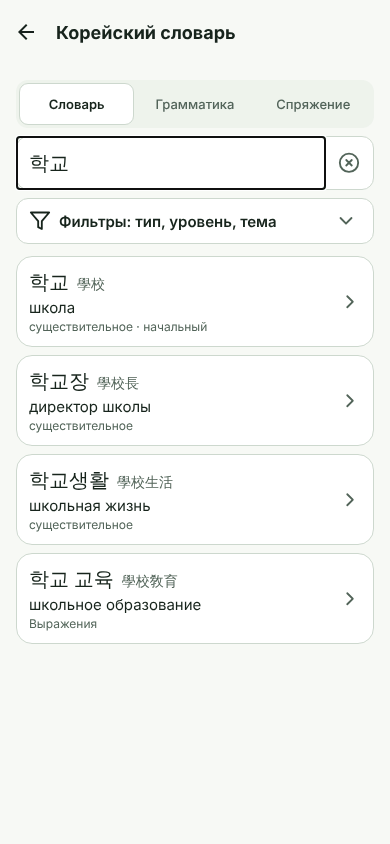 Корейский словарь
Словарь Грамматика Спряжение
학교
Фильтры: тип, уровень, тема
학교 學校
школа
существительное · начальный
학교장 學校長
директор школы
существительное
학교생활 學校生活
школьная жизнь
существительное
학교 교육 學校敎育
школьное образование
Выражения